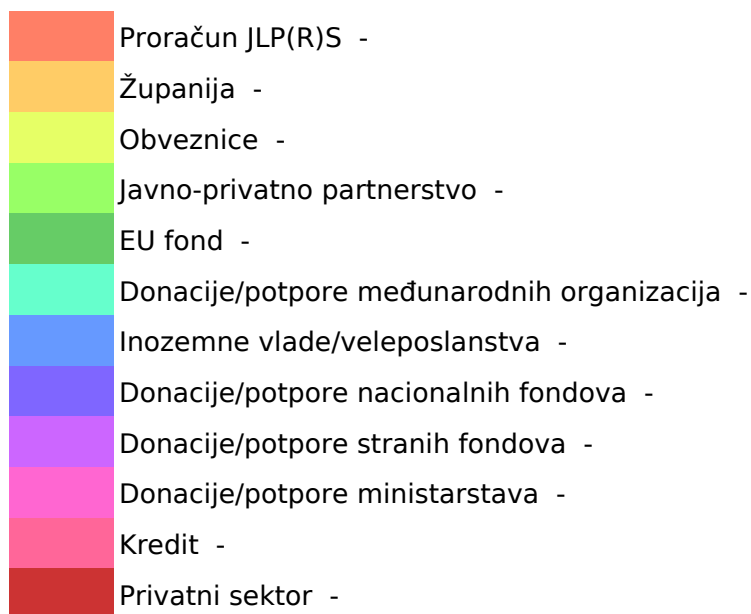 Proračun JLP(R)S -
Županija -
Obveznice -
Javno-privatno partnerstvo -
EU fond -
Donacije/potpore međunarodnih organizacija -
Inozemne vlade/veleposlanstva -
Donacije/potpore nacionalnih fondova -
Donacije/potpore stranih fondova -
Donacije/potpore ministarstava -
Kredit -
Privatni sektor -